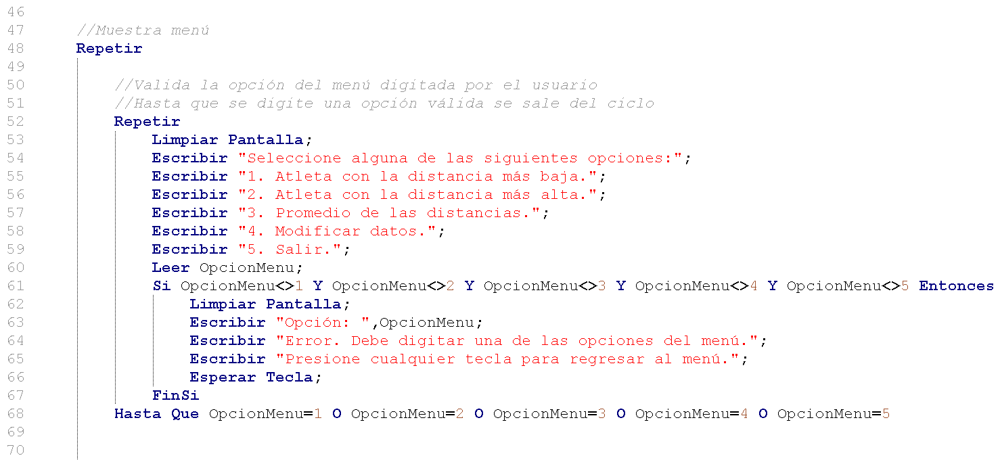 46
47 //Muestra menú
48 Repetir
49
50 //Valida la opción del menú digitada por el usuario
51 //Hasta que se digite una opción válida se sale del ciclo
52 Repetir
53 Limpiar Pantalla;
54 Escribir "Seleccione alguna de las siguientes opciones:";
55 Escribir "1. Atleta con la distancia más baja.";
56 Escribir "2. Atleta con la distancia más alta.";
57 Escribir "3. Promedio de las distancias.";
58 Escribir "4. Modificar datos.";
59 Escribir "5. Salir.";
60 Leer OpcionMenu;
61 Si OpcionMenu<>1 Y OpcionMenu<>2 Y OpcionMenu<>3 Y OpcionMenu<>4 Y OpcionMenu<>5 Entonces
62 Limpiar Pantalla;
63 Escribir "Opción: ",OpcionMenu;
64 Escribir "Error. Debe digitar una de las opciones del menú.";
65 Escribir "Presione cualquier tecla para regresar al menú.";
66 Esperar Tecla;
67 FinSi
68 Hasta Que OpcionMenu=1 O OpcionMenu=2 O OpcionMenu=3 O OpcionMenu=4 O OpcionMenu=5
69
70